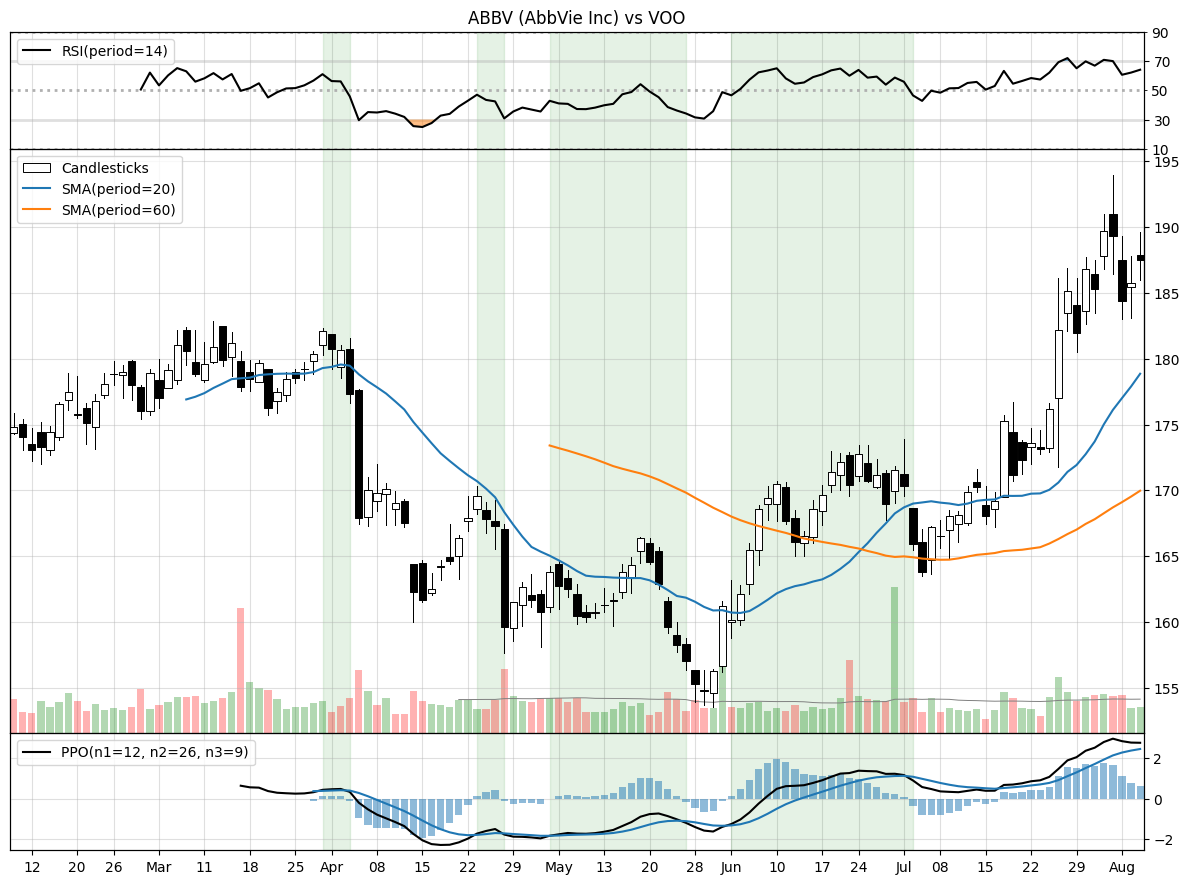 ABBV (AbbVie Inc) vs VOO
RSI(period=14)
90
70
50
30
10
Candlesticks
SMA(period=20)
SMA(period=60)
195
190
185
180
175
170
165
160
155
PPO(n1=12, n2=26, n3=9)
2
0
−2
12 20 26 Mar 11 18 25 Apr 08 15 22 29 May 13 20 28 Jun 10 17 24 Jul 08 15 22 29 Aug